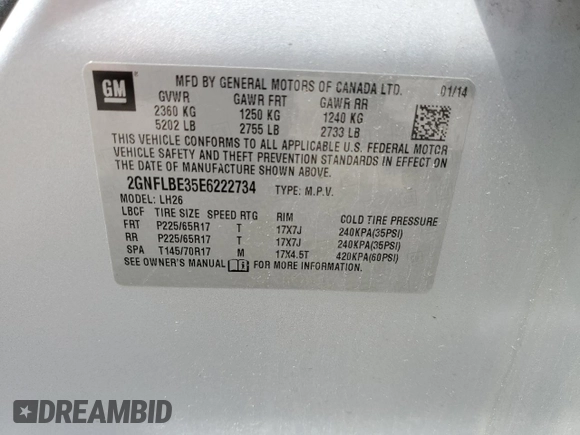 GM
MFD BY GENERAL MOTORS OF CANADA LTD. 01/14
GVWR GAWR FRT GAWR RR
2360 KG 1250 KG 1240 KG
5202 LB 2755 LB 2733 LB
THIS VEHICLE CONFORMS TO ALL APPLICABLE U.S. FEDERAL MOTOR
VEHICLE SAFETY AND THEFT PREVENTION STANDARDS IN EFFECT ON
THE DATE OF MANUFACTURE SHOWN ABOVE.
2GNFLBE35E6222734 TYPE: M.P.V.
MODEL: LH26
LBCF TIRE SIZE SPEED RTG RIM COLD TIRE PRESSURE
FRT P225/65R17 T 17X7J 240KPA(35PSI)
RR P225/65R17 T 17X7J 240KPA(35PSI)
SPA T145/70R17 M 17X4.5T 420KPA(60PSI)
SEE OWNER'S MANUAL FOR MORE INFORMATION.
DREAMBID